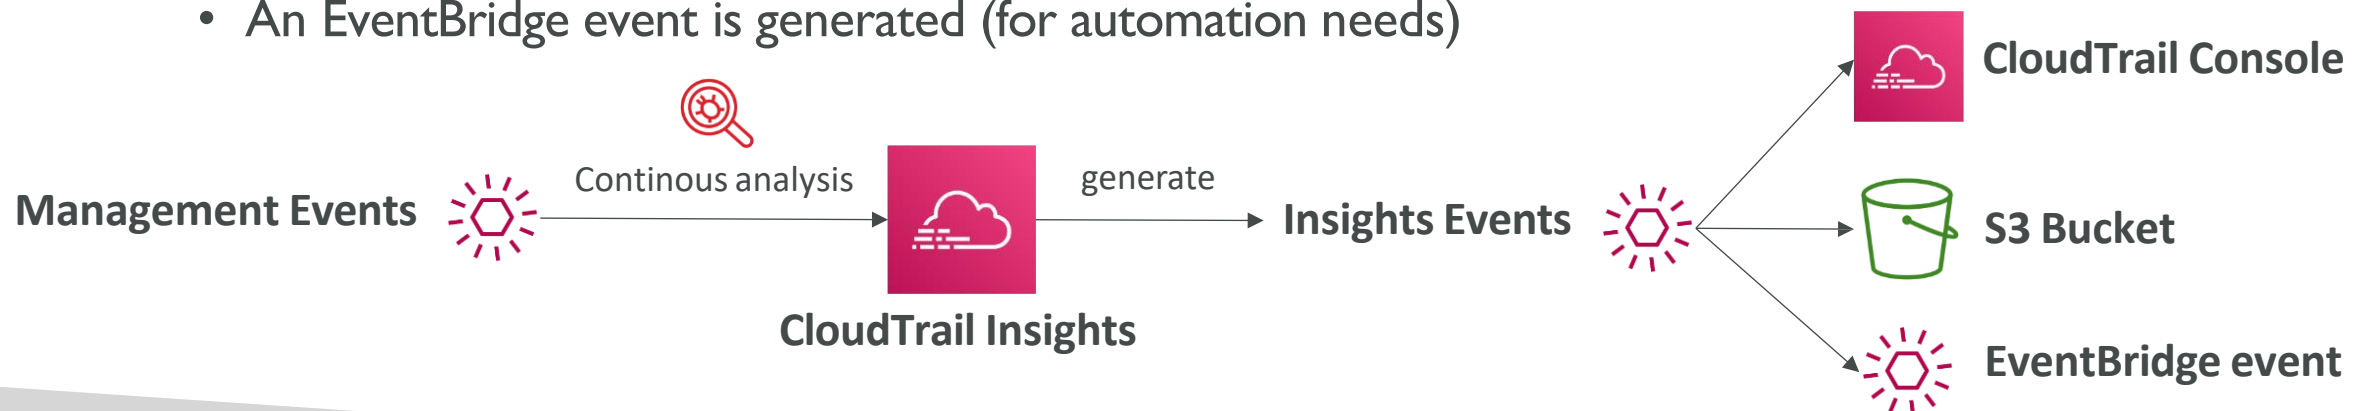 • An EventBridge event is generated (for automation needs)
CloudTrail Console
Continous analysis
generate
Management Events
Insights Events
S3 Bucket
CloudTrail Insights
EventBridge event